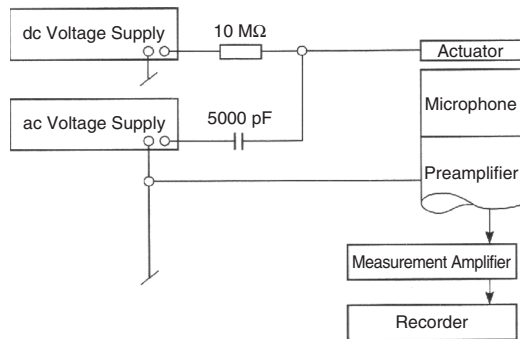 dc Voltage Supply
10 MΩ
Actuator
Microphone
ac Voltage Supply
5000 pF
Preamplifier
Measurement Amplifier
Recorder